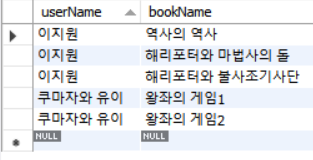 userName bookName
이지원 역사의 역사
이지원 해리포터와 마법사의 돌
이지원 해리포터와 불사조기사단
쿠마자와 유이 왕좌의 게임1
쿠마자와 유이 왕좌의 게임2
NULL NULL